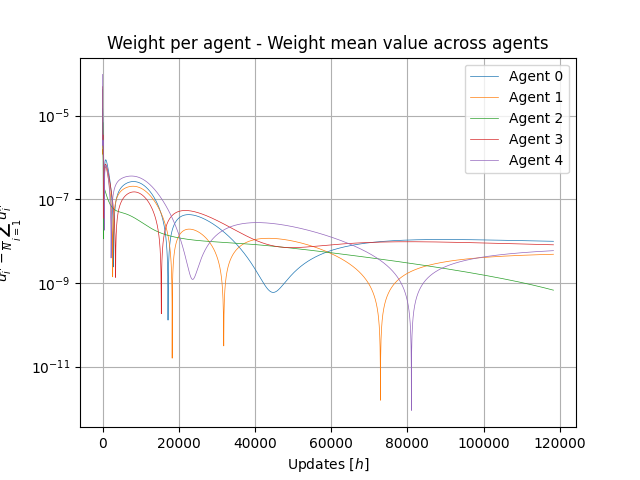 Weight per agent - Weight mean value across agents
Agent 0
Agent 1
Agent 2
Agent 3
Agent 4
10⁻⁵
10⁻⁷
10⁻⁹
10⁻¹¹
0 20000 40000 60000 80000 100000 120000
Updates [h]